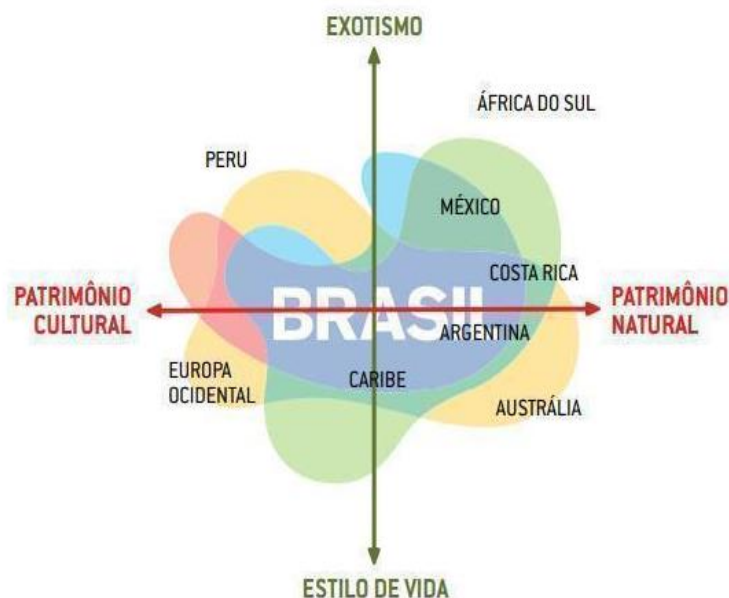 EXOTISMO
ÁFRICA DO SUL
PERU
MÉXICO
COSTA RICA
PATRIMÔNIO
CULTURAL
BRASIL
PATRIMÔNIO
NATURAL
ARGENTINA
EUROPA
OCIDENTAL
CARIBE
AUSTRÁLIA
ESTILO DE VIDA